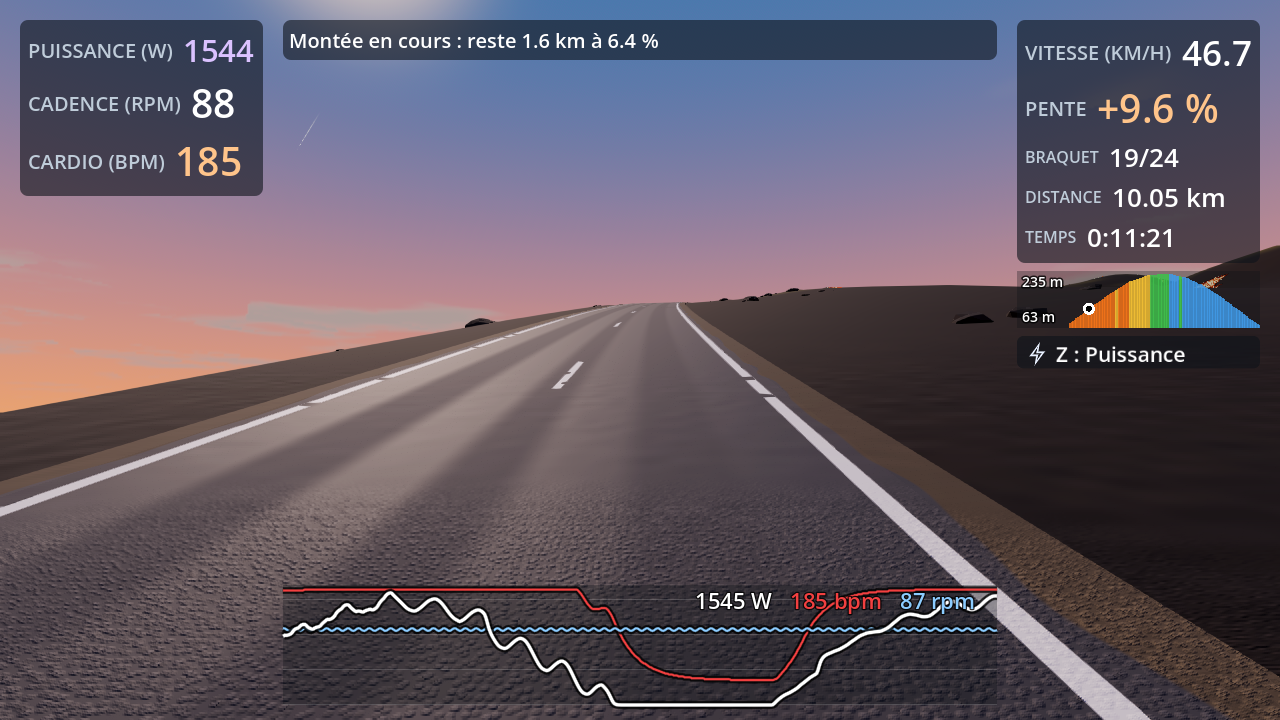 PUISSANCE (W) 1544
CADENCE (RPM) 88
CARDIO (BPM) 185
Montée en cours : reste 1.6 km à 6.4 %
VITESSE (KM/H) 46.7
PENTE +9.6 %
BRAQUET 19/24
DISTANCE 10.05 km
TEMPS 0:11:21
235 m
63 m
Z : Puissance
1545 W 185 bpm 87 rpm